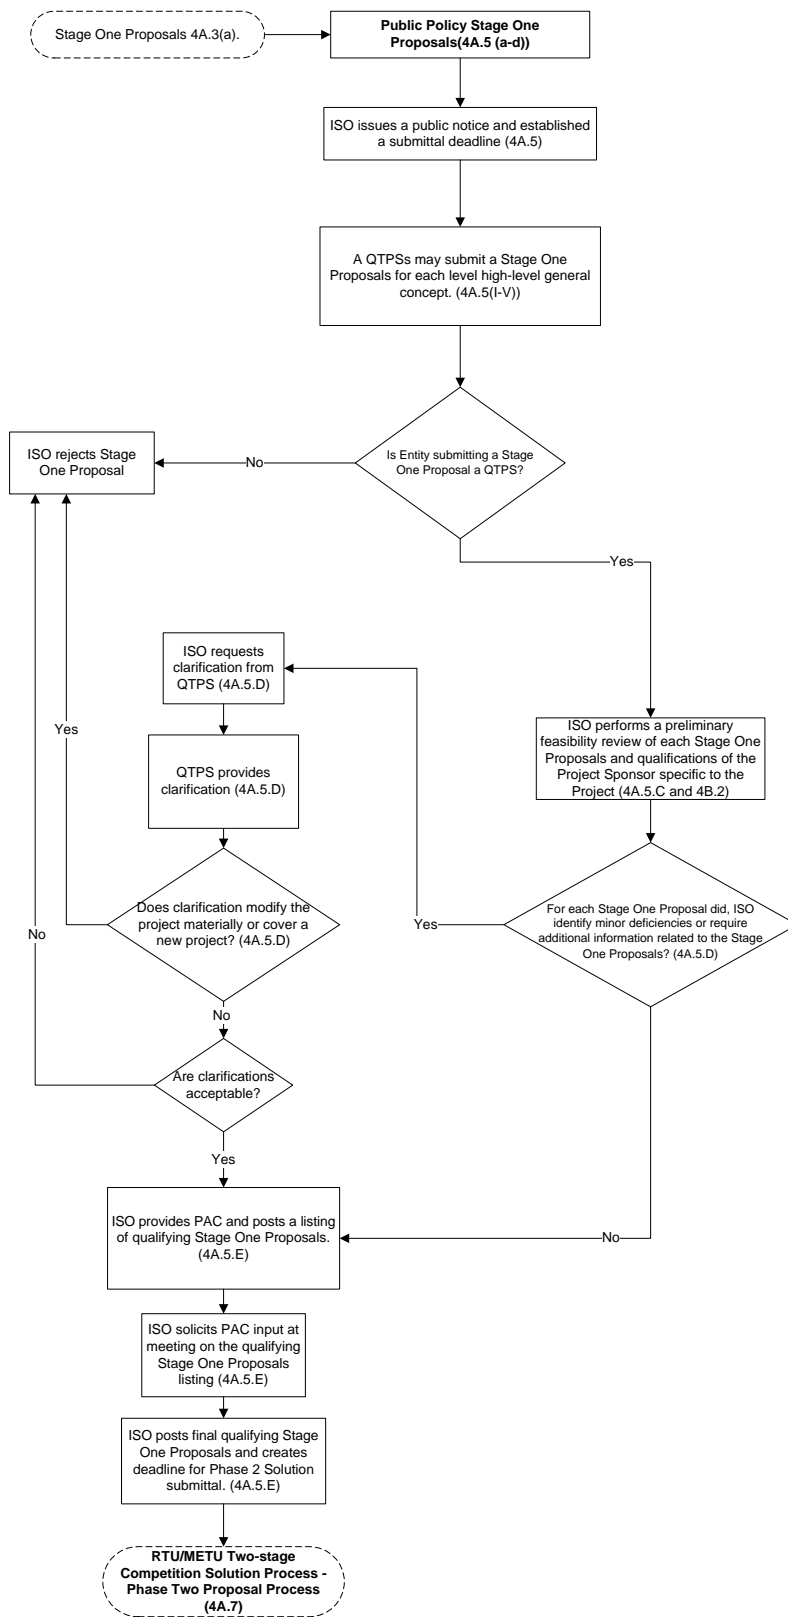 Stage One Proposals 4A.3(a).
Public Policy Stage One
Proposals(4A.5 (a-d))
ISO issues a public notice and established
a submittal deadline (4A.5)
A QTPSs may submit a Stage One
Proposals for each level high-level general
concept. (4A.5(I-V))
Is Entity submitting a Stage
One Proposal a QTPS?
No
ISO rejects Stage
One Proposal
Yes
ISO requests
clarification from
QTPS (4A.5.D)
Yes
QTPS provides
clarification (4A.5.D)
ISO performs a preliminary
feasibility review of each Stage One
Proposals and qualifications of the
Project Sponsor specific to the
Project (4A.5.C and 4B.2)
Does clarification modify the
project materially or cover a
new project? (4A.5.D)
Yes
For each Stage One Proposal did, ISO
identify minor deficiencies or require
additional information related to the Stage
One Proposals? (4A.5.D)
No
No
Are clarifications
acceptable?
Yes
ISO provides PAC and posts a listing
of qualifying Stage One Proposals.
(4A.5.E)
No
ISO solicits PAC input at
meeting on the qualifying
Stage One Proposals
listing (4A.5.E)
ISO posts final qualifying Stage
One Proposals and creates
deadline for Phase 2 Solution
submittal. (4A.5.E)
RTU/METU Two-stage
Competition Solution Process -
Phase Two Proposal Process
(4A.7)